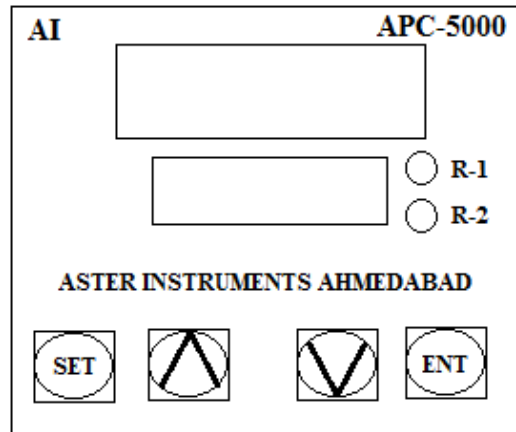 AI APC-5000
R-1
R-2
ASTER INSTRUMENTS AHMEDABAD
SET ENT